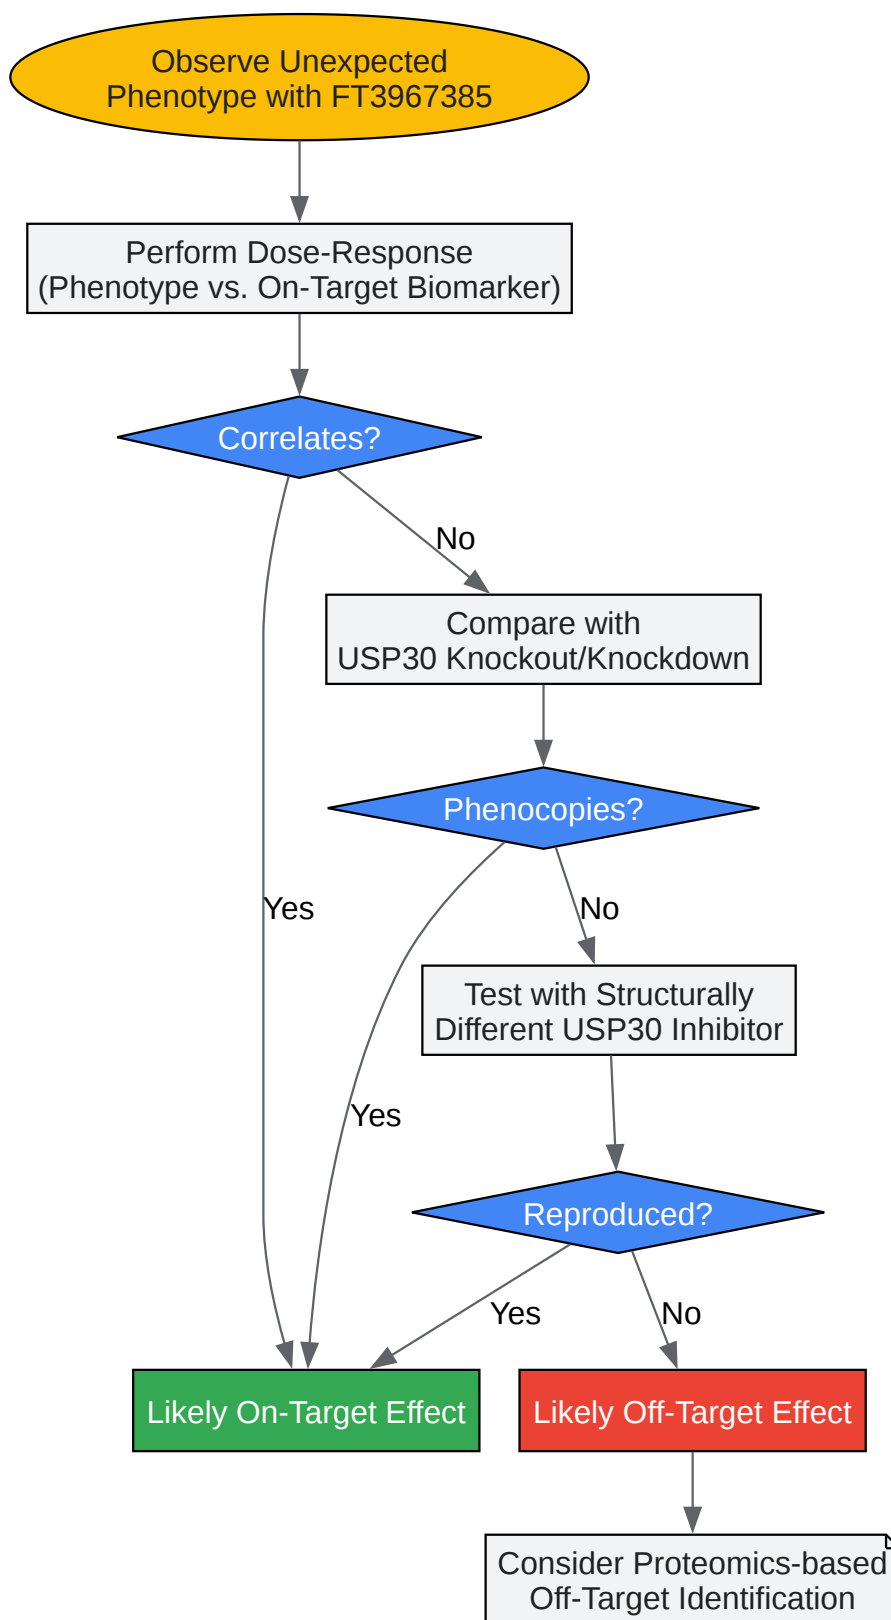 Observe Unexpected
Phenotype with FT3967385
Perform Dose-Response
(Phenotype vs. On-Target Biomarker)
Correlates?
No
Compare with
USP30 Knockout/Knockdown
Phenocopies?
Yes
No
Test with Structurally
Different USP30 Inhibitor
Yes
Reproduced?
Yes
No
Likely On-Target Effect
Likely Off-Target Effect
Consider Proteomics-based
Off-Target Identification